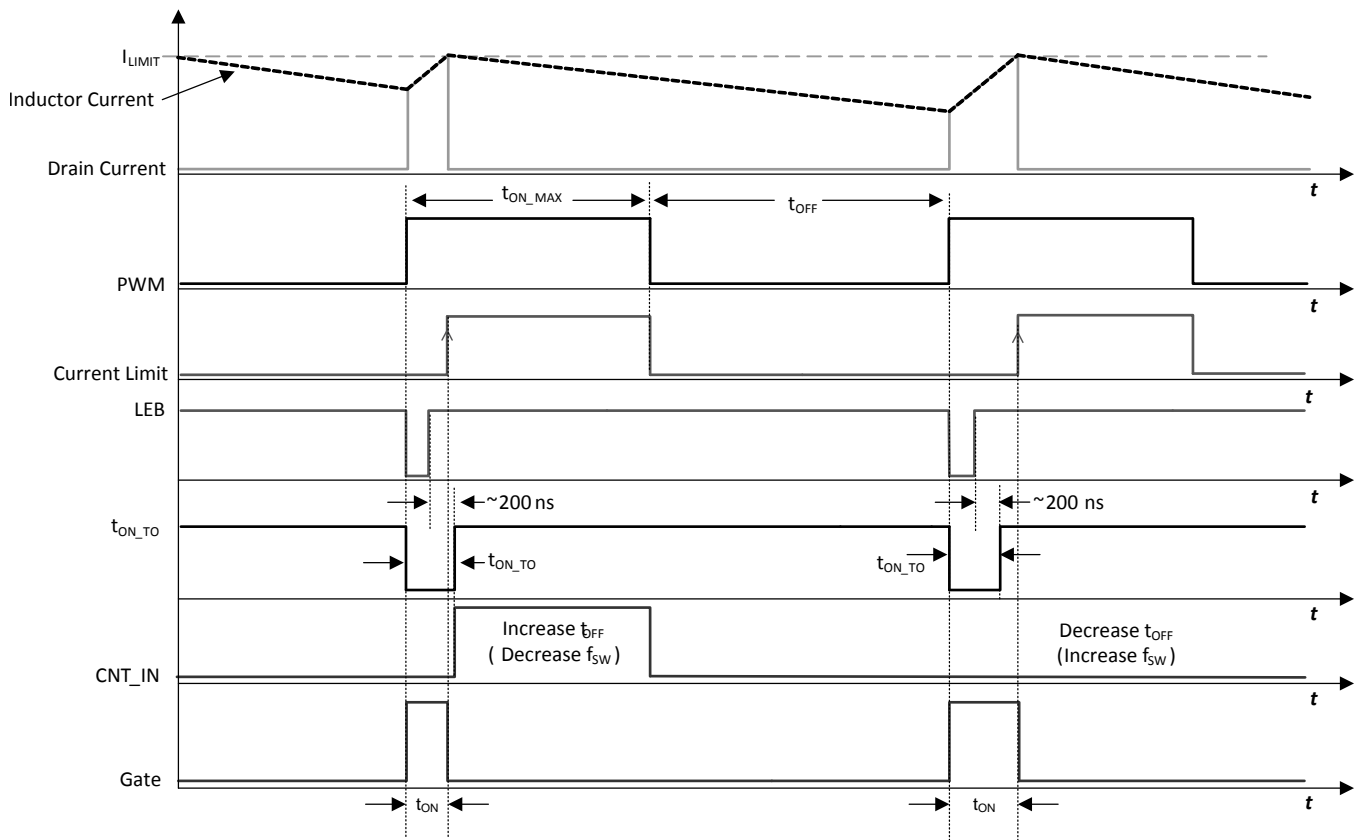 I_LIMIT
Inductor Current
Drain Current
t
t_ON_MAX
t_OFF
PWM
t
Current Limit
t
LEB
t
~200 ns
~200 ns
t_ON_TO
t_ON_TO
t_ON_TO
t
Increase t_OFF
( Decrease f_SW)
Decrease t_OFF
(Increase f_SW)
CNT_IN
t
Gate
t
t_ON
t_ON